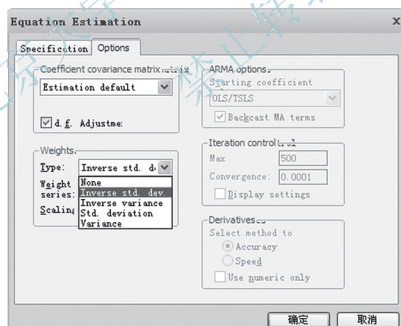 Equation Estimation
x
Specification
Options
Coefficient covariance matrix
Estimation default
d.f. Adjustme:
Weights
Type: Inverse std. d
None
Weight series:
Inverse std. dev.
Inverse variance
Scaling
Std. deviation
Variance
ARMA options
Starting coefficient
OLS/TSLS
Backcast MA terms
Iteration control
Max 500
Convergence: 0.0001
Display settings
Derivatives
Select method to
Accuracy
Speed
Use numeric only
确定
取消